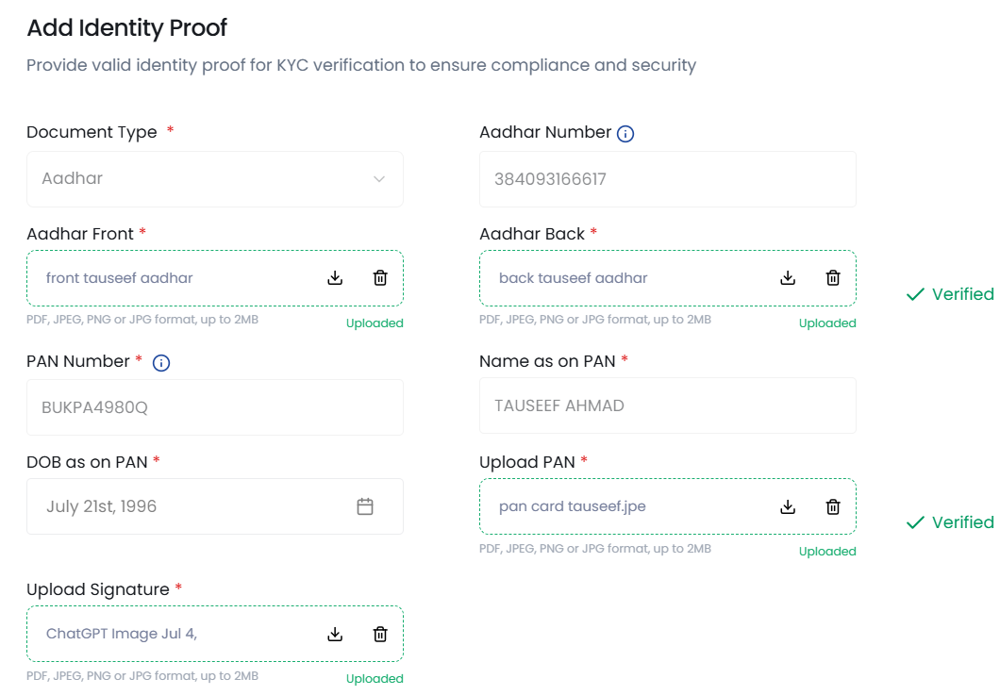 Add Identity Proof
Provide valid identity proof for KYC verification to ensure compliance and security
Document Type *
Aadhar Number
Aadhar
384093166617
Aadhar Front *
Aadhar Back *
front tauseef aadhar
back tauseef aadhar
Verified
PDF, JPEG, PNG or JPG format, up to 2MB
Uploaded
PDF, JPEG, PNG or JPG format, up to 2MB
Uploaded
PAN Number *
Name as on PAN *
BUKPA4980Q
TAUSEEF AHMAD
DOB as on PAN *
Upload PAN *
July 21st, 1996
pan card tauseef.jpe
Verified
PDF, JPEG, PNG or JPG format, up to 2MB
Uploaded
Upload Signature *
ChatGPT Image Jul 4,
PDF, JPEG, PNG or JPG format, up to 2MB
Uploaded